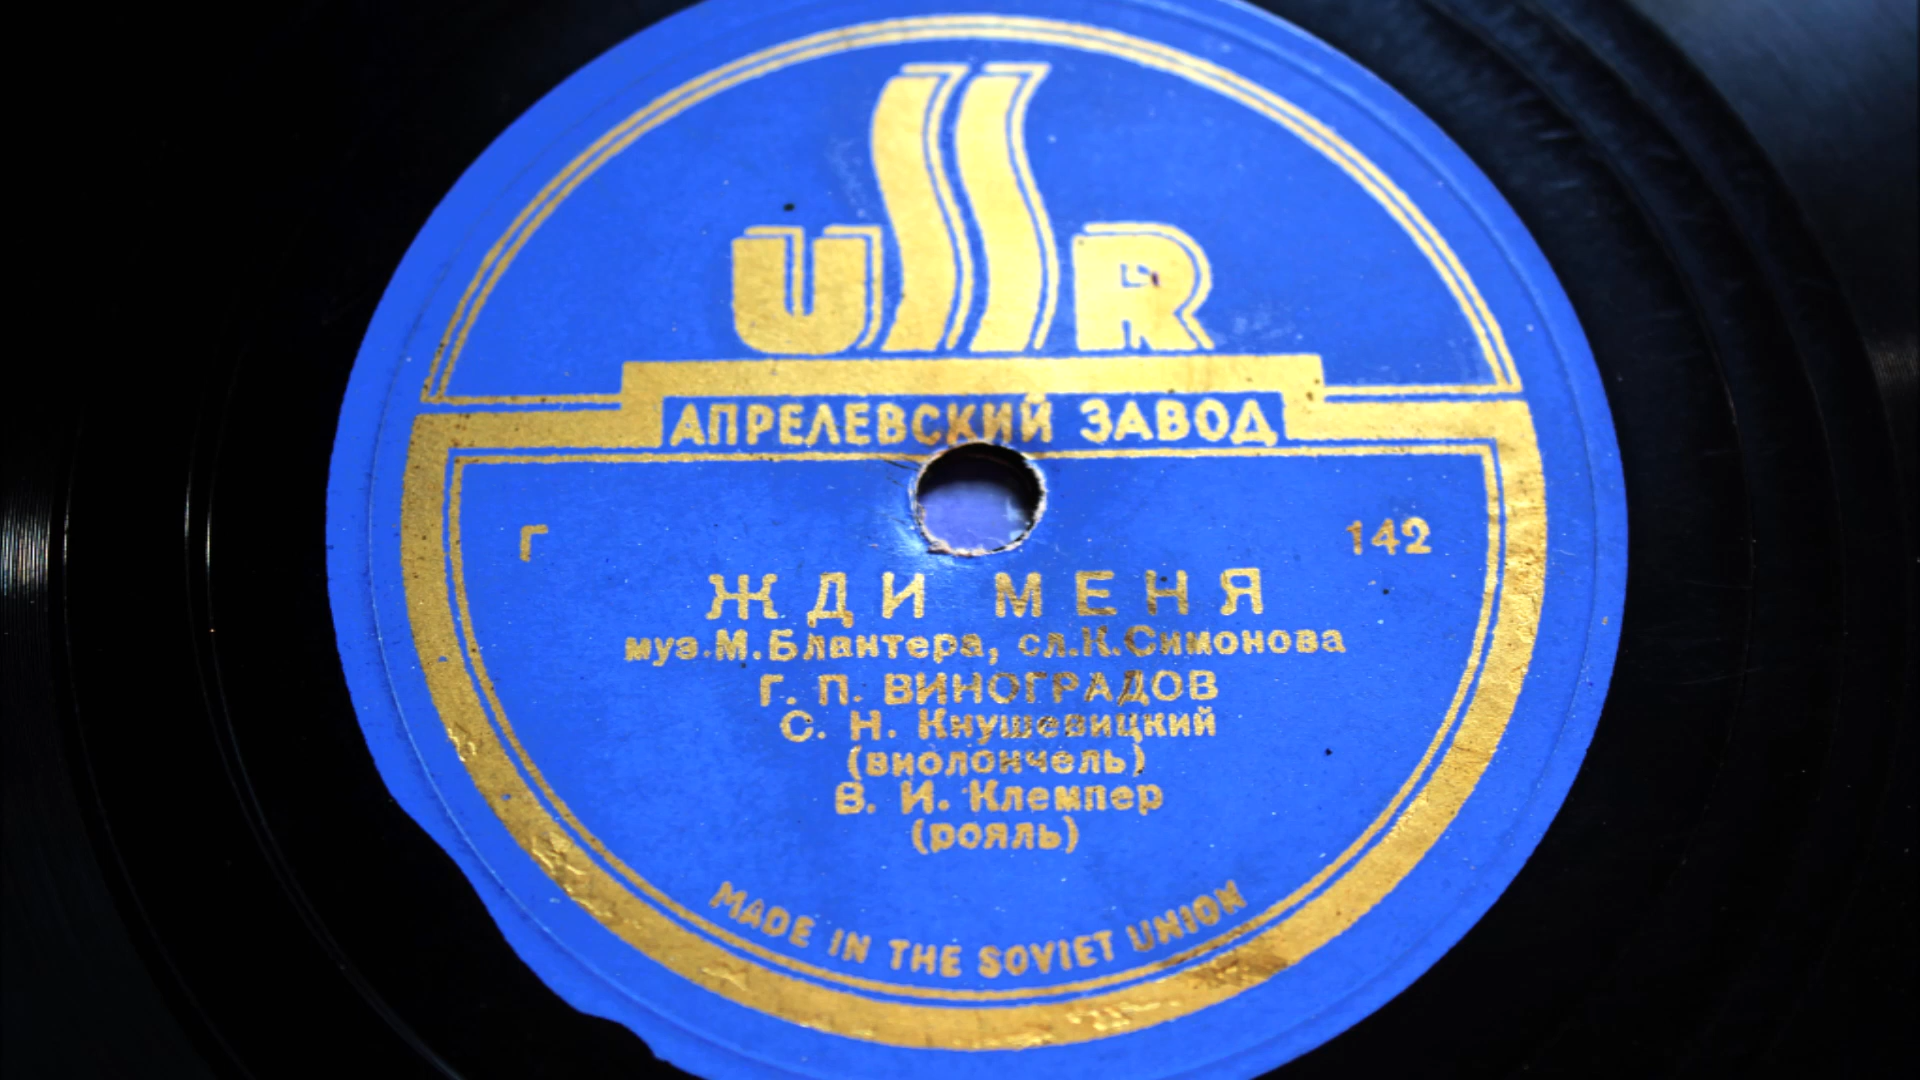 USSR
АПРЕЛЕВСКИЙ ЗАВОД
Г 142
ЖДИ МЕНЯ
муз.М.Блантера, сл.К.Симонова
Г. П. ВИНОГРАДОВ
С. Н. Кнушевицкий
(виолончель)
В. И. Клемпер
(рояль)
MADE IN THE SOVIET UNION